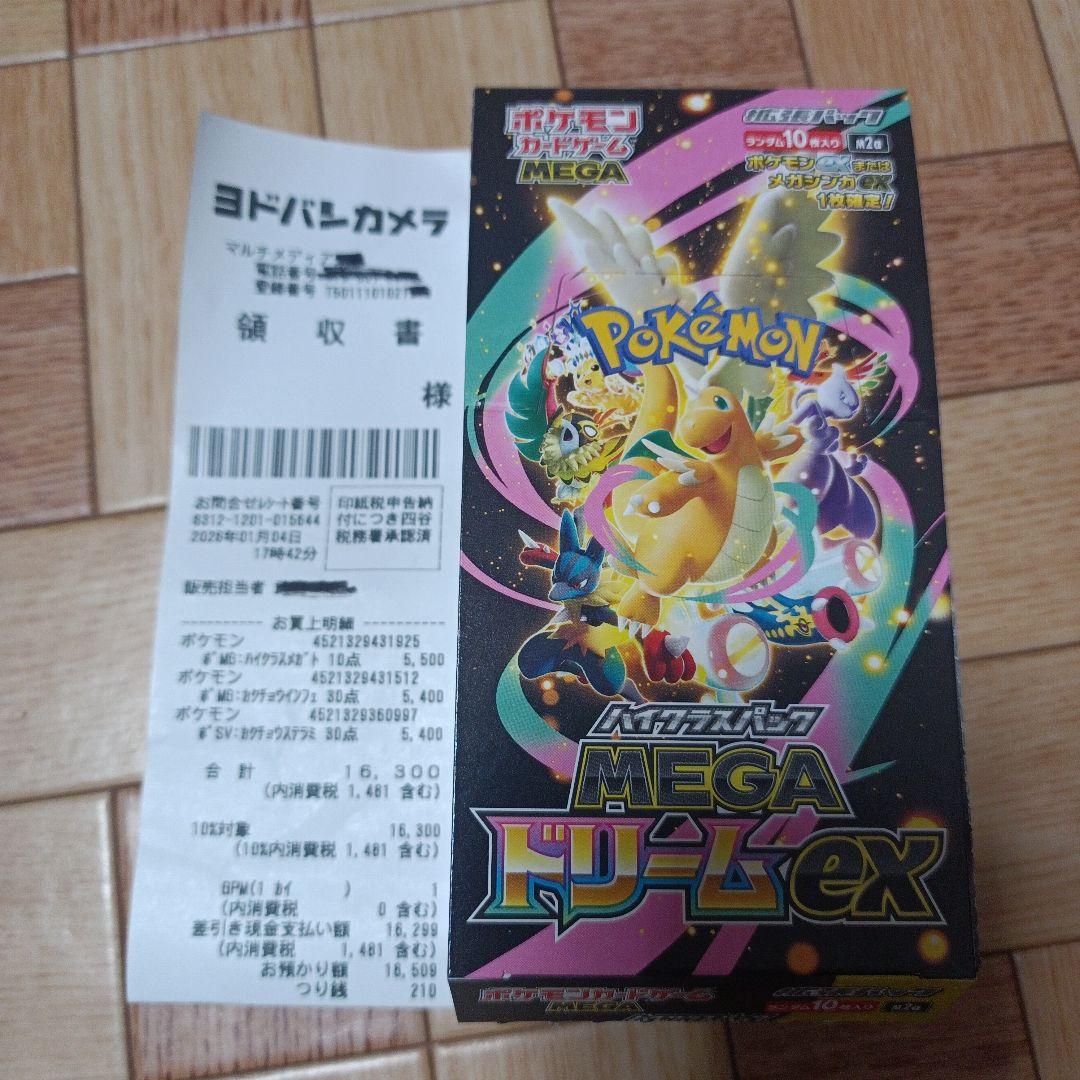 ヨドバシカメラ
マルチメディア
電話番号
登録番号 T5011101027
領 収 書
様
お問合せﾚｼｰﾄ番号
6312-1201-015644
2026年01月04日
17時42分
印紙税申告納
付につき四谷
税務署承認済
販売担当者
---------- お買上明細 ----------
ポケモン 4521329431925
ﾎﾟMB:ﾊｲｸﾗｽﾒｶﾞﾄ 10点 5,500
ポケモン 4521329431512
ﾎﾟMB:ｶｸﾁｮｳｲﾝﾌｪ 30点 5,400
ポケモン 4521329360997
ﾎﾟSV:ｶｸﾁｮｳｽﾃﾗﾐ 30点 5,400
合 計 16,300
(内消費税 1,481 含む)
10%対象 16,300
(10%内消費税 1,481 含む)
GPM(1 ｶｲ ) 1
(内消費税 0 含む)
差引き現金支払い額 16,299
(内消費税 1,481 含む)
お預かり額 16,509
つり銭 210
ポケモン
カードゲーム
MEGA
拡張パック
ランダム10枚入り M2a
ポケモンexまたは
メガシンカex
1枚確定!
POKéMON
ハイクラスパック
MEGA
ドリームex
ポケモンカードゲーム
MEGA
拡張パック
ランダム10枚入り M2a